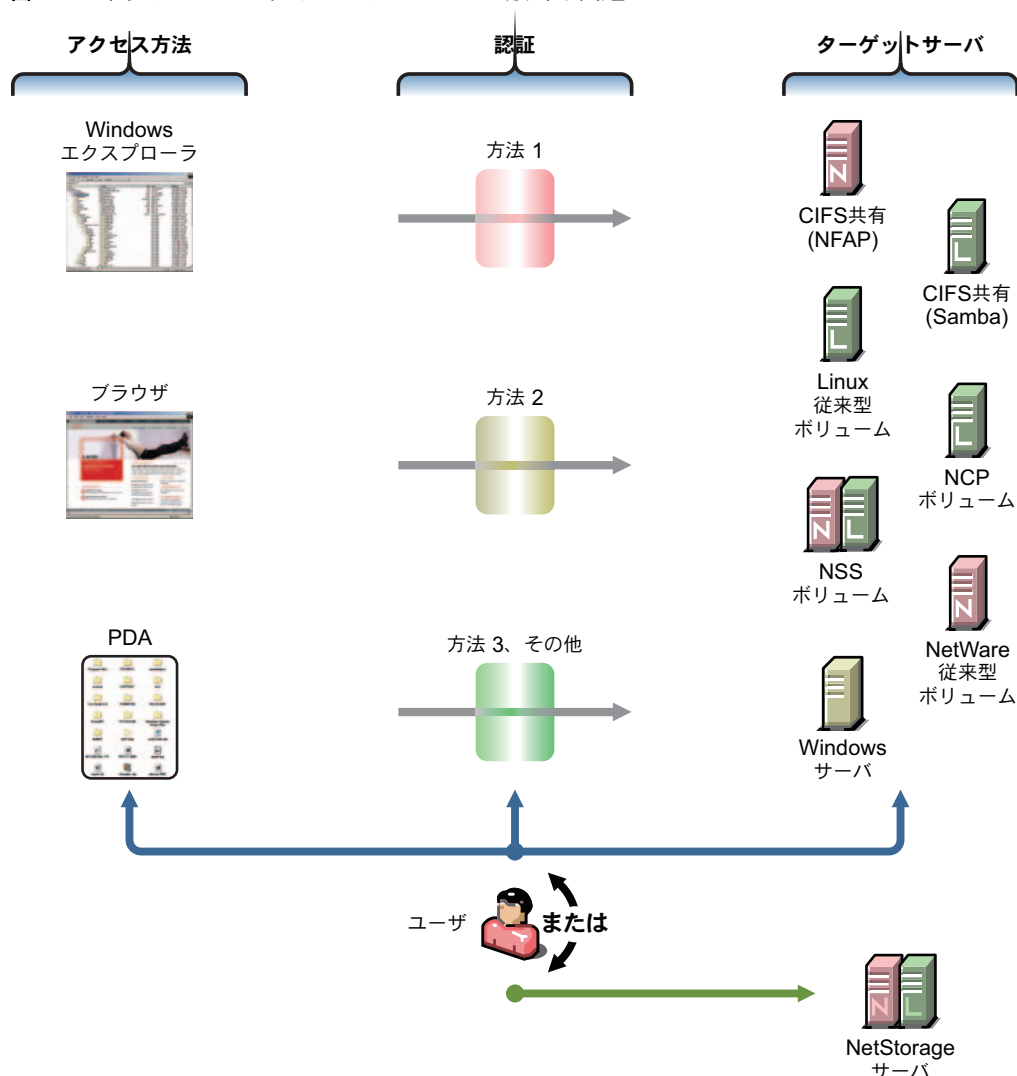 アクセス方法
認証
ターゲットサーバ
Windows
エクスプローラ
方法 1
N
CIFS共有
(NFAP)
L
CIFS共有
(Samba)
L
Linux
従来型
ボリューム
ブラウザ
方法 2
L
NCP
ボリューム
N L
NSS
ボリューム
N
NetWare
従来型
ボリューム
PDA
方法 3、その他
Windows
サーバ
ユーザ
または
N L
NetStorage
サーバ